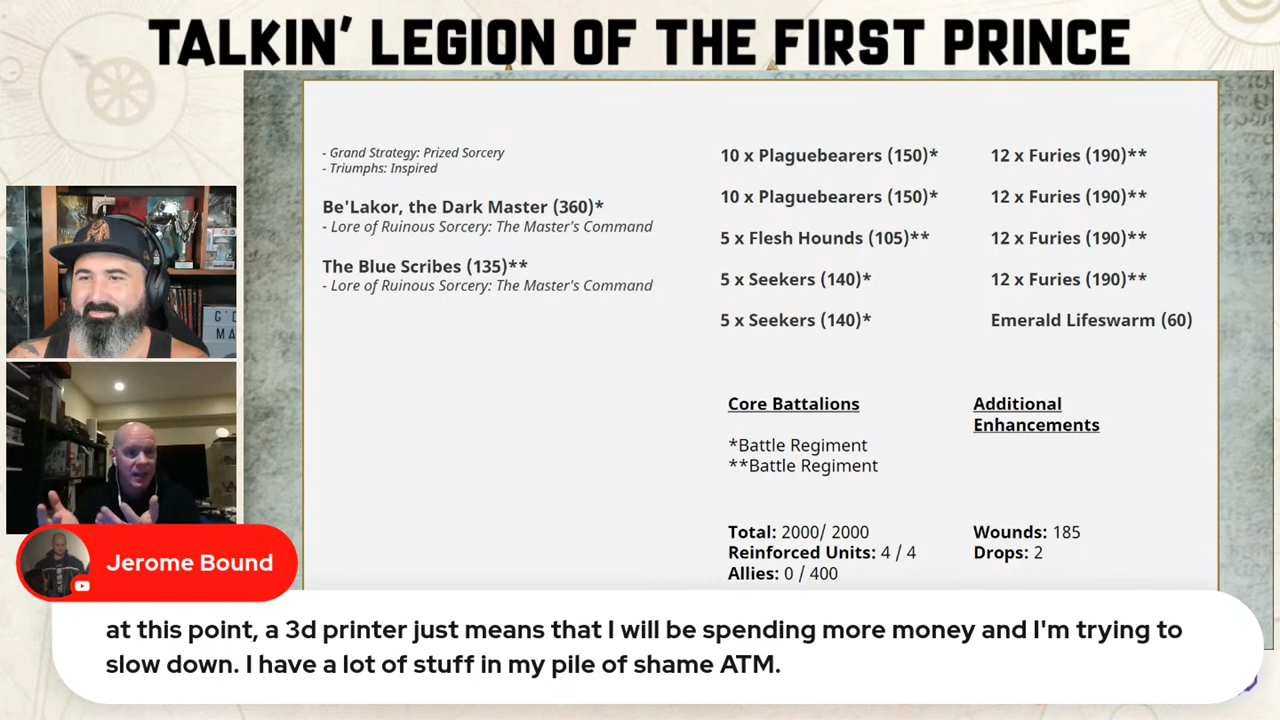 TALKIN' LEGION OF THE FIRST PRINCE
- Grand Strategy: Prized Sorcery
- Triumphs: Inspired
Be'Lakor, the Dark Master (360)*
- Lore of Ruinous Sorcery: The Master's Command
The Blue Scribes (135)**
- Lore of Ruinous Sorcery: The Master's Command
10 x Plaguebearers (150)*
10 x Plaguebearers (150)*
5 x Flesh Hounds (105)**
5 x Seekers (140)*
5 x Seekers (140)*
12 x Furies (190)**
12 x Furies (190)**
12 x Furies (190)**
12 x Furies (190)**
Emerald Lifeswarm (60)
Core Battalions
*Battle Regiment
**Battle Regiment
Additional
Enhancements
Total: 2000/ 2000
Reinforced Units: 4 / 4
Allies: 0 / 400
Wounds: 185
Drops: 2
G'D
MA
Jerome Bound
at this point, a 3d printer just means that I will be spending more money and I'm trying to
slow down. I have a lot of stuff in my pile of shame ATM.